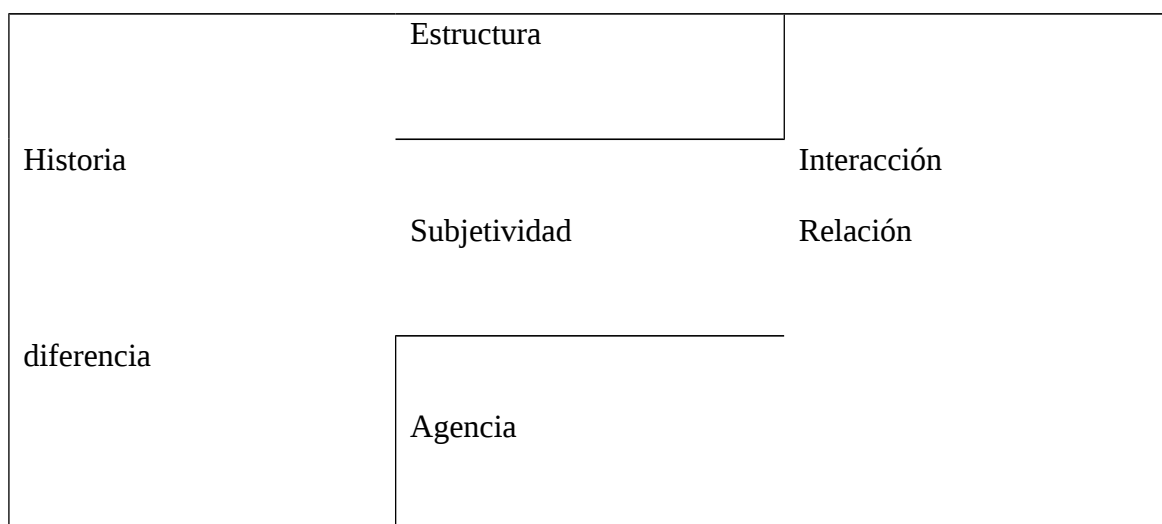 Estructura
Historia
Interacción
Subjetividad
Relación
diferencia
Agencia